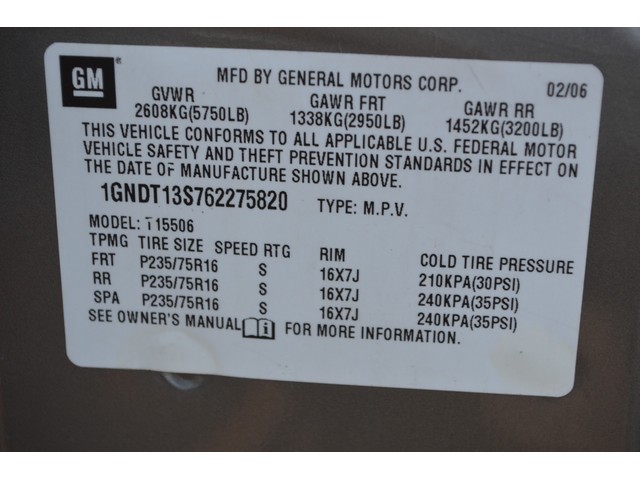 GM
MFD BY GENERAL MOTORS CORP. 02/06
GVWR GAWR FRT GAWR RR
2608KG(5750LB) 1338KG(2950LB) 1452KG(3200LB)
THIS VEHICLE CONFORMS TO ALL APPLICABLE U.S. FEDERAL MOTOR
VEHICLE SAFETY AND THEFT PREVENTION STANDARDS IN EFFECT ON
THE DATE OF MANUFACTURE SHOWN ABOVE.
1GNDT13S762275820 TYPE: M.P.V.
MODEL: T15506
TPMG TIRE SIZE SPEED RTG RIM COLD TIRE PRESSURE
FRT P235/75R16 S 16X7J 210KPA(30PSI)
RR P235/75R16 S 16X7J 240KPA(35PSI)
SPA P235/75R16 S 16X7J 240KPA(35PSI)
SEE OWNER'S MANUAL FOR MORE INFORMATION.